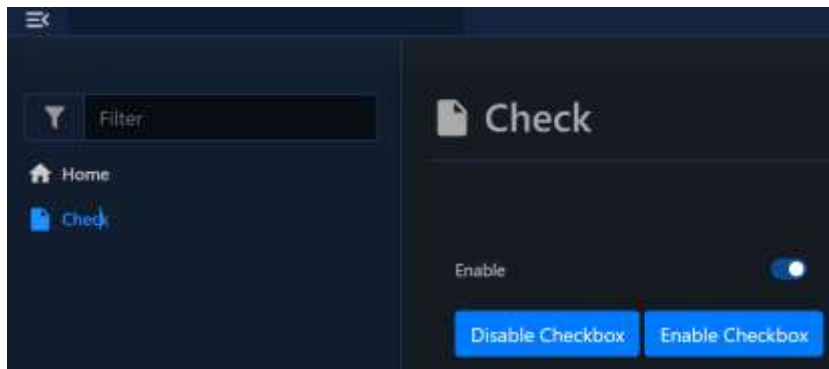 Filter
Home
Check
Check
Enable
Disable Checkbox Enable Checkbox